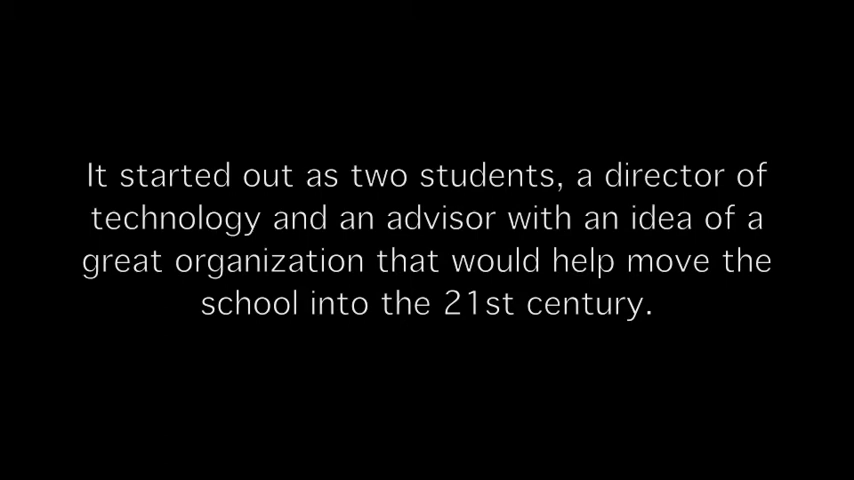 It started out as two students, a director of
technology and an advisor with an idea of a
great organization that would help move the
school into the 21st century.